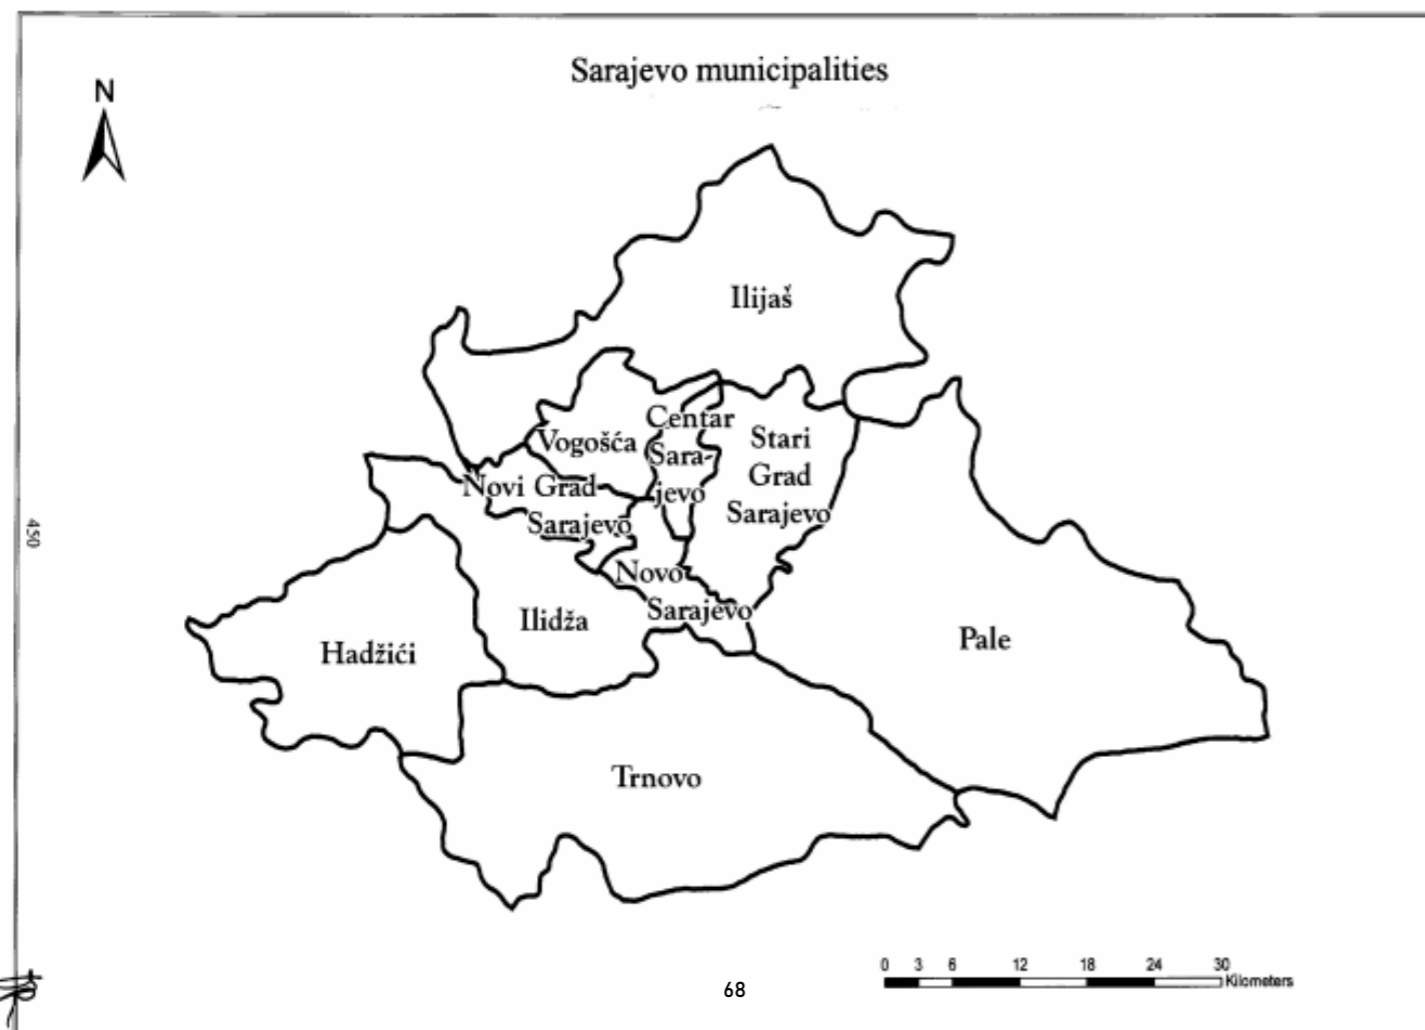 Sarajevo municipalities
N
Ilijaš
Vogošća
Centar
Sara-
jevo
Stari
Grad
Sarajevo
Novi Grad
Sarajevo
Novo
Sarajevo
Ilidža
Hadžići
Pale
Trnovo
450
0 3 6 12 18 24 30
Kilometers
68